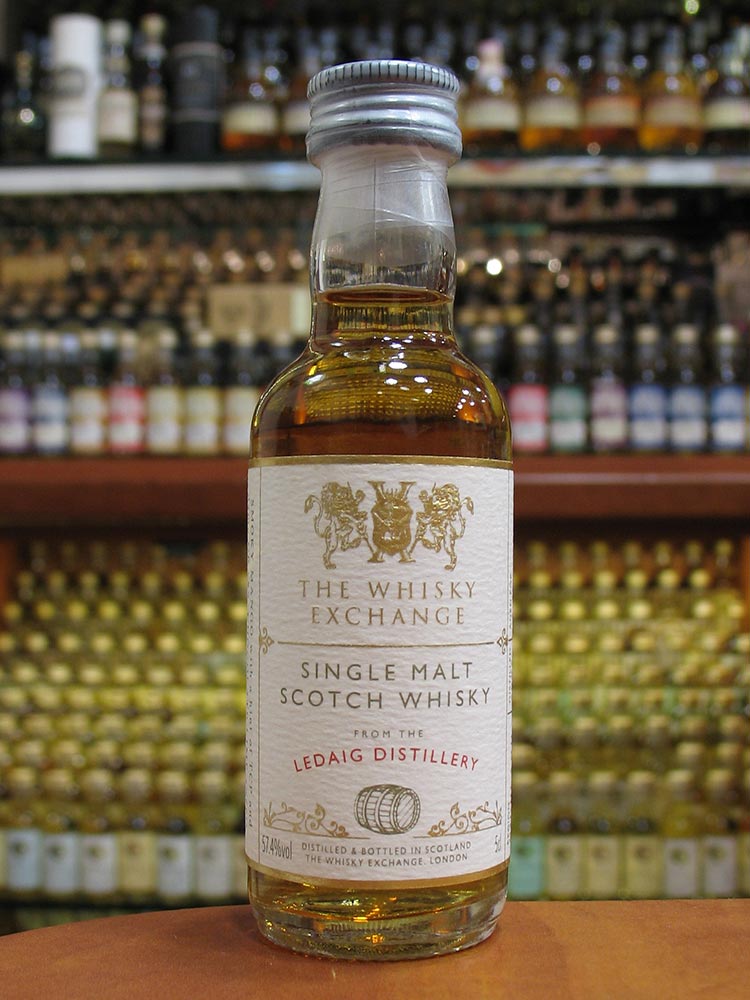 THE WHISKY
EXCHANGE
SINGLE MALT
SCOTCH WHISKY
FROM THE
LEDAIG DISTILLERY
57.4%vol
DISTILLED & BOTTLED IN SCOTLAND
THE WHISKY EXCHANGE, LONDON
5cl